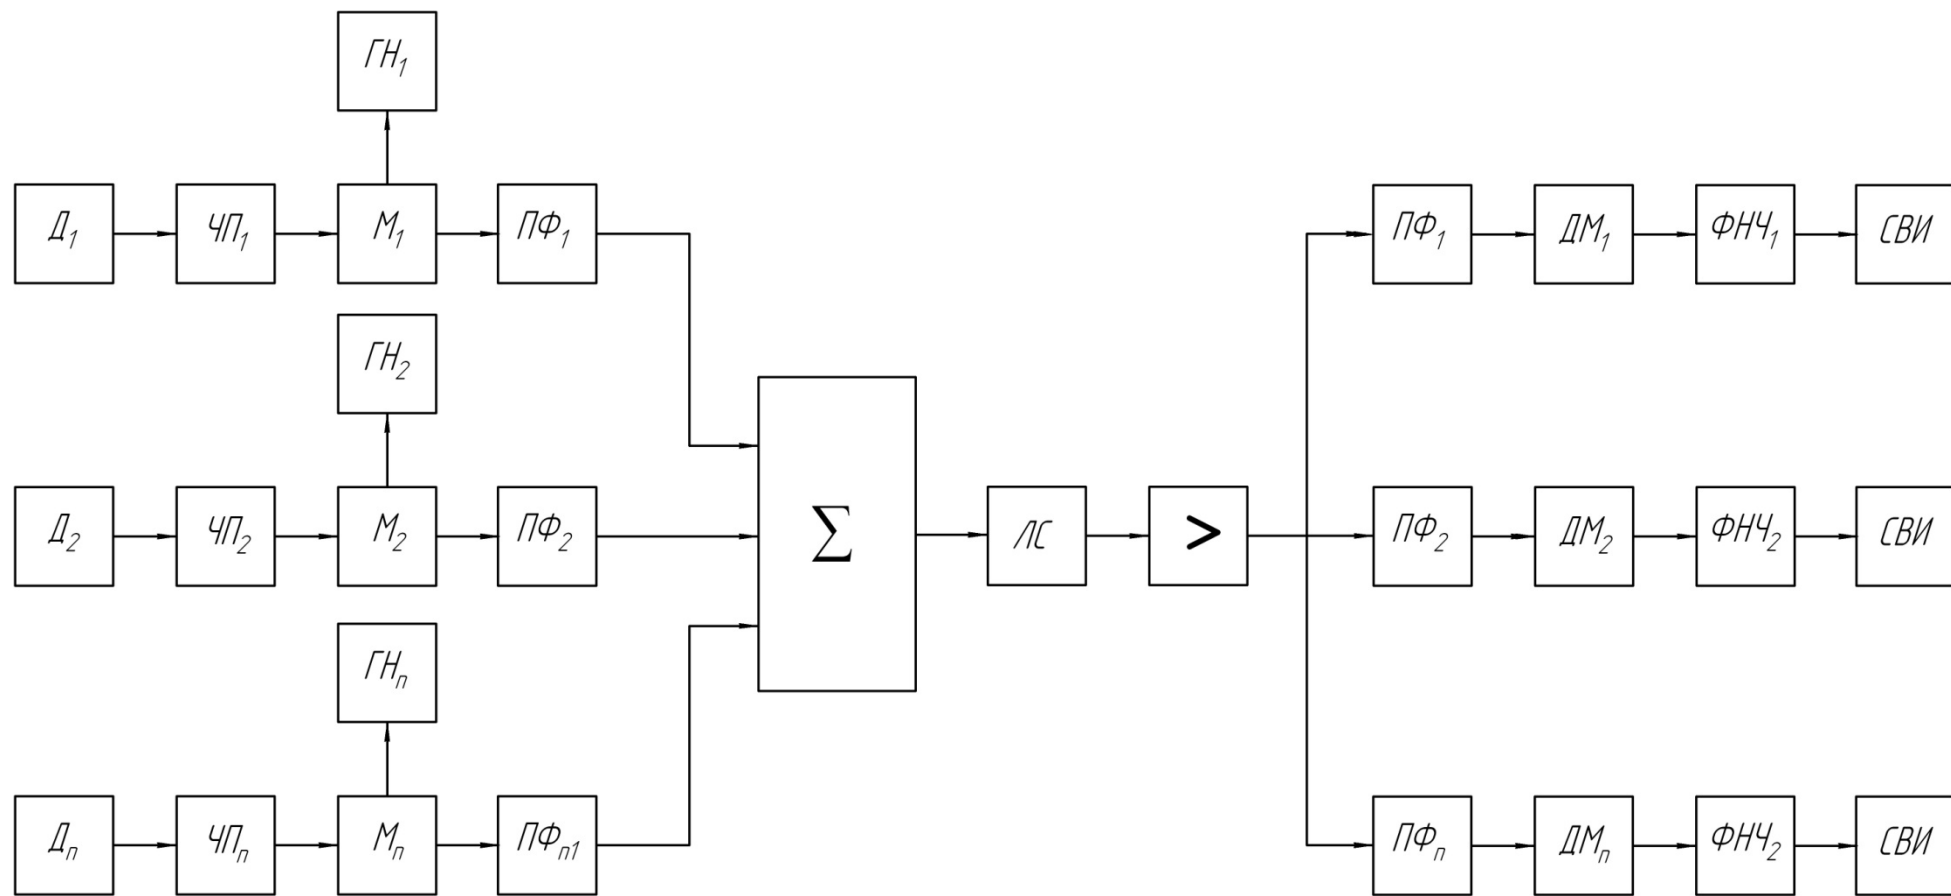 ГН₁
Д₁ ЧП₁ М₁ ПФ₁ ПФ₁ ДМ₁ ФНЧ₁ СВИ
ГН₂
Д₂ ЧП₂ М₂ ПФ₂ Σ ЛС > ПФ₂ ДМ₂ ФНЧ₂ СВИ
ГНₙ
Дₙ ЧПₙ Мₙ ПФₙ₁ ПФₙ ДМₙ ФНЧ₂ СВИ